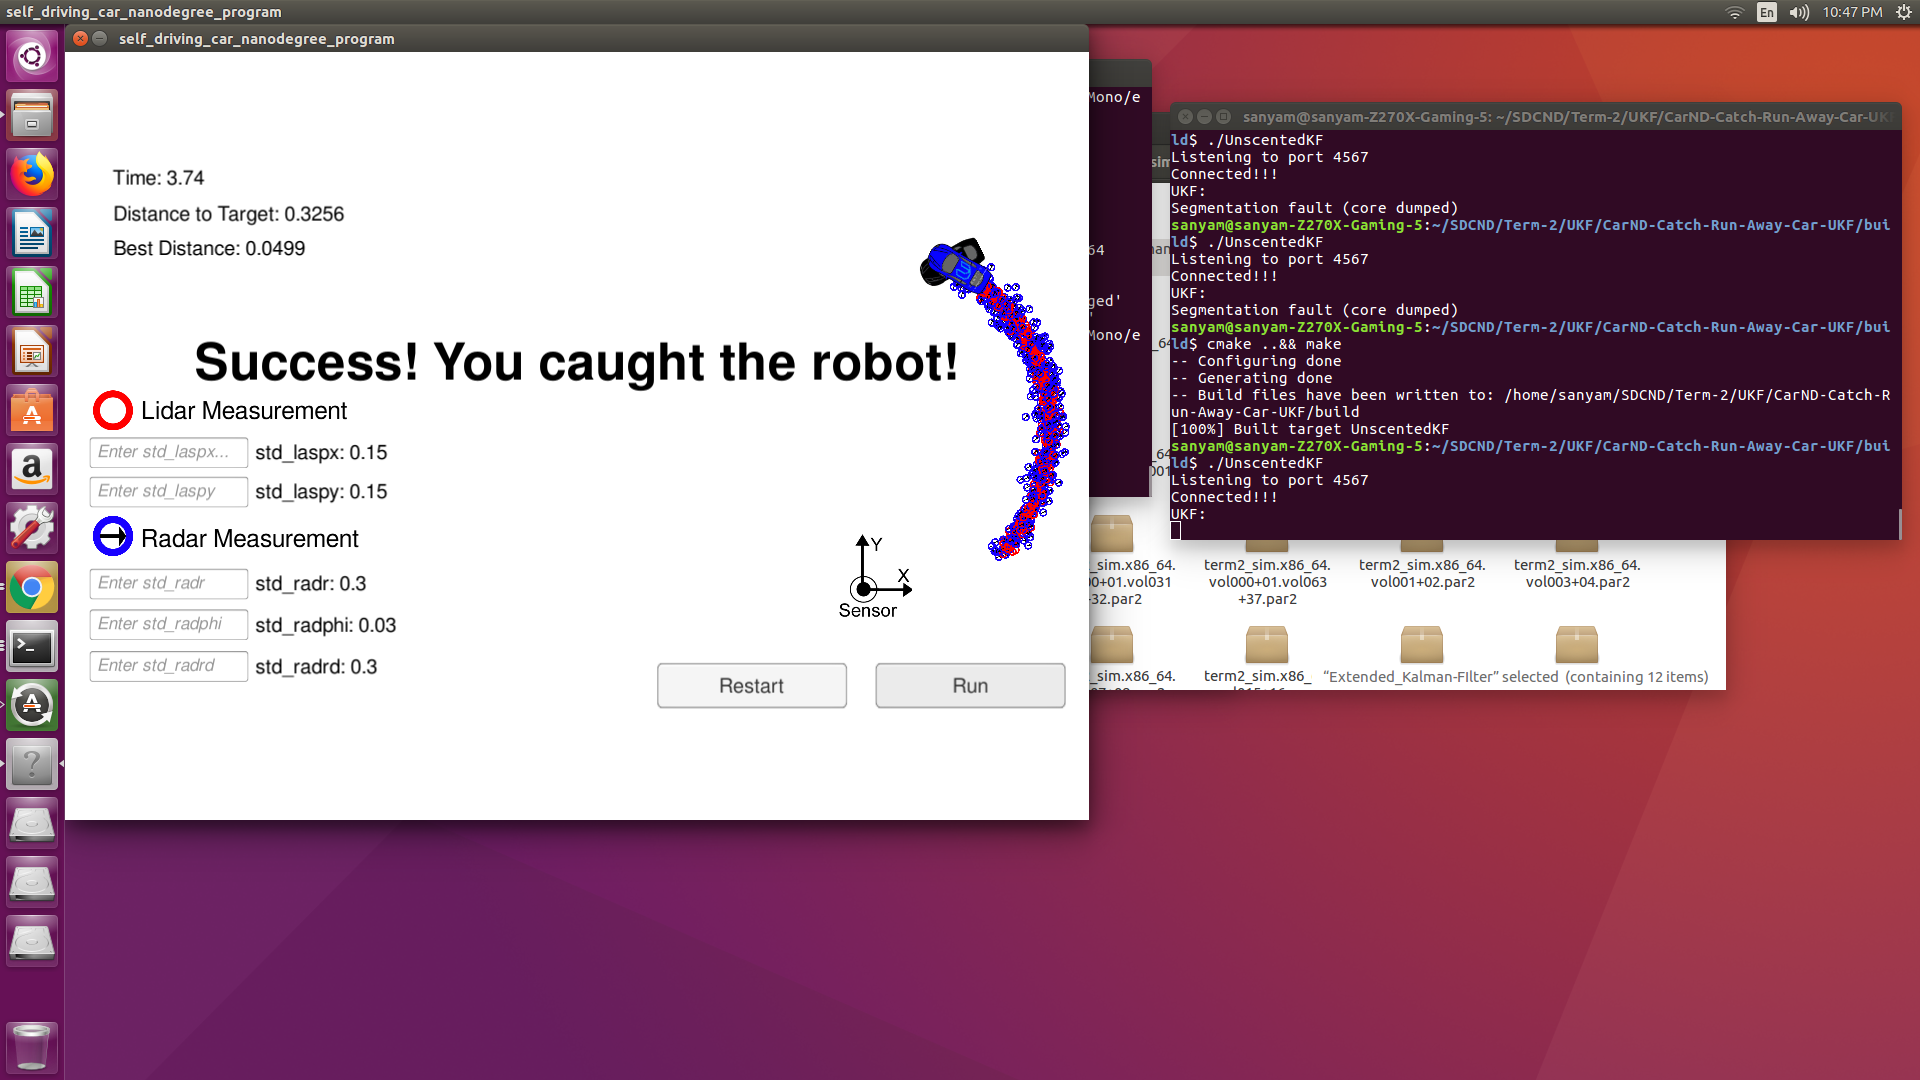 self_driving_car_nanodegree_program
En
10:47 PM
self_driving_car_nanodegree_program
Time: 3.74
Distance to Target: 0.3256
Best Distance: 0.0499
Success! You caught the robot!
Lidar Measurement
Enter std_laspx...
std_laspx: 0.15
Enter std_laspy
std_laspy: 0.15
Radar Measurement
Enter std_radr
std_radr: 0.3
Enter std_radphi
std_radphi: 0.03
Enter std_radrd
std_radrd: 0.3
Y
X
Sensor
Restart
Run
Mono/e
64
ged'
Mono/e
sanyam@sanyam-Z270X-Gaming-5: ~/SDCND/Term-2/UKF/CarND-Catch-Run-Away-Car-UK
ld$ ./UnscentedKF
Listening to port 4567
Connected!!!
UKF:
Segmentation fault (core dumped)
sanyam@sanyam-Z270X-Gaming-5:~/SDCND/Term-2/UKF/CarND-Catch-Run-Away-Car-UKF/bui
ld$ ./UnscentedKF
Listening to port 4567
Connected!!!
UKF:
Segmentation fault (core dumped)
sanyam@sanyam-Z270X-Gaming-5:~/SDCND/Term-2/UKF/CarND-Catch-Run-Away-Car-UKF/bui
ld$ cmake ..&& make
-- Configuring done
-- Generating done
-- Build files have been written to: /home/sanyam/SDCND/Term-2/UKF/CarND-Catch-R
un-Away-Car-UKF/build
[100%] Built target UnscentedKF
sanyam@sanyam-Z270X-Gaming-5:~/SDCND/Term-2/UKF/CarND-Catch-Run-Away-Car-UKF/bui
ld$ ./UnscentedKF
Listening to port 4567
Connected!!!
UKF:
_sim.x86_64.
00+01.vol031
+32.par2
term2_sim.x86_64.
vol000+01.vol063
+37.par2
term2_sim.x86_64.
vol001+02.par2
term2_sim.x86_64.
vol003+04.par2
_sim.x86_64.
term2_sim.x86_
“Extended_Kalman-FIlter” selected (containing 12 items)